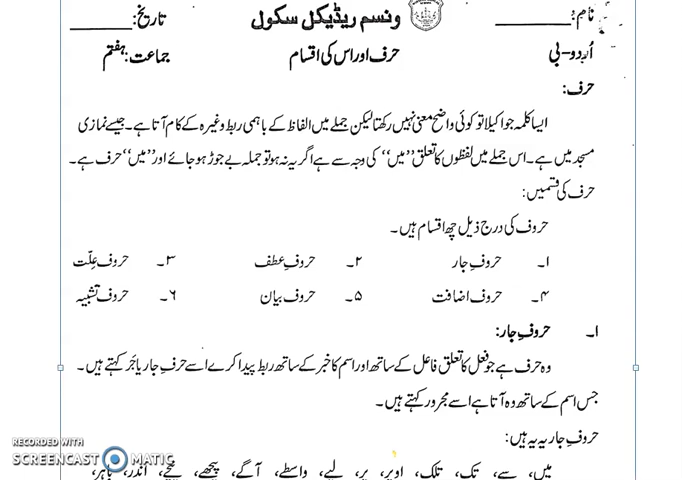 نام: ________ ونسم ریڈیکل سکول تاریخ: ________
اُردو-بی حرف اور اس کی اقسام جماعت: ہفتم
حرف:
ایسا کلمہ جو اکیلا تو کوئی واضح معنی نہیں رکھتا لیکن جملے میں الفاظ کے باہمی ربط وغیرہ کے کام آتا ہے۔ جیسے نمازی
مسجد میں ہے۔ اس جملے میں لفظوں کا تعلق ”میں“ کی وجہ سے ہے اگر یہ نہ ہو تو جملہ بے جوڑ ہو جائے اور ”میں“ حرف ہے۔
حرف کی قسمیں:
حروف کی درج ذیل چھ اقسام ہیں۔
۱۔ حروفِ جار ۲۔ حروفِ عطف ۳۔ حروفِ علّت
۴۔ حروف اضافت ۵۔ حروف بیان ۶۔ حروف تشبیہ
۱۔ حروفِ جار:
وہ حرف ہے جو فعل کا تعلق فاعل کے ساتھ اور اسم کا خبر کے ساتھ ربط پیدا کرے اسے حرفِ جار یا جَر کہتے ہیں۔
جس اسم کے ساتھ وہ آتا ہے اسے مجرور کہتے ہیں۔
حروفِ جار یہ یہ ہیں:
میں، سے، تک، تلک، اوپر، پر، لیے، واسطے، آگے، پیچھے، نیچے، اندر، باہر،
RECORDED WITH
SCREENCAST MATIC